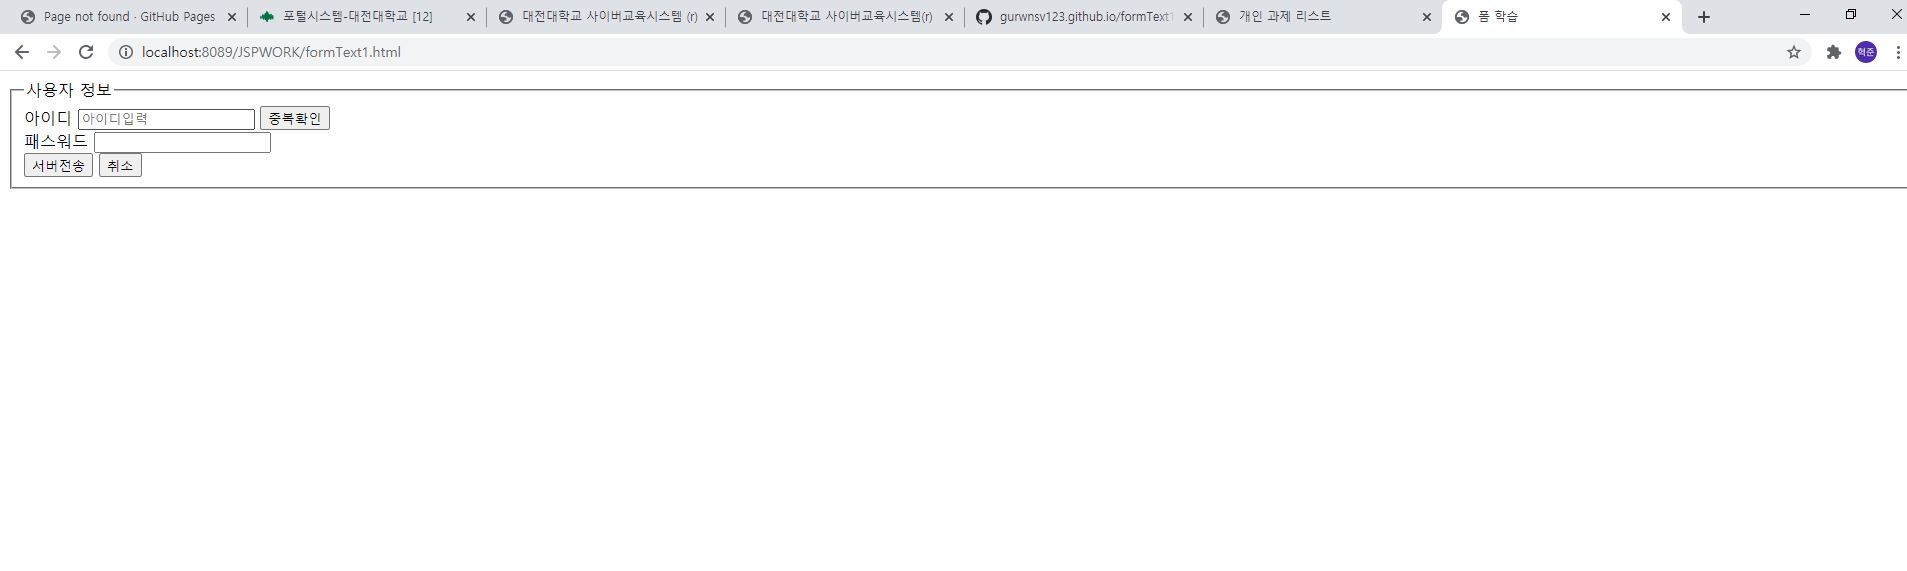 Page not found · GitHub Pages
포털시스템-대전대학교 [12]
대전대학교 사이버교육시스템 (r)
대전대학교 사이버교육시스템(r)
gurwnsv123.github.io/formText1
개인 과제 리스트
폼 학습
localhost:8089/JSPWORK/formText1.html
혁준
사용자 정보
아이디 아이디입력 중복확인
패스워드
서버전송 취소